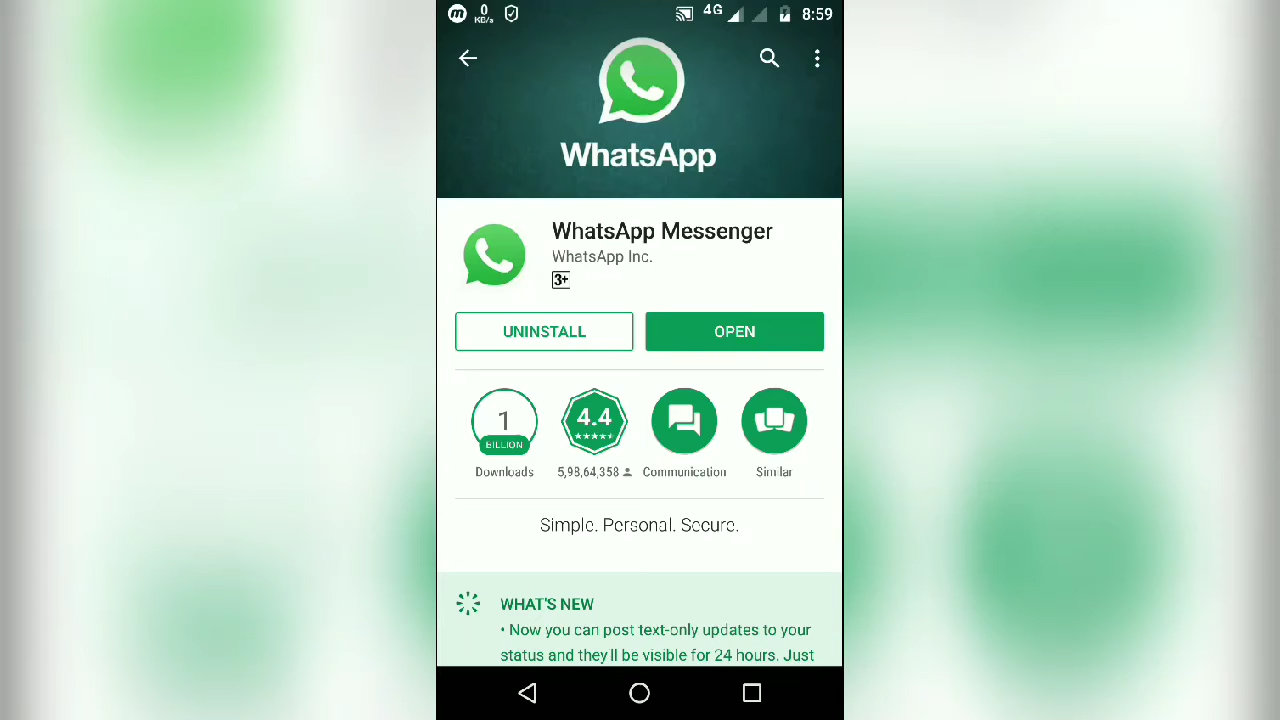 0
KB/s
4G
8:59
WhatsApp
WhatsApp Messenger
WhatsApp Inc.
3+
UNINSTALL
OPEN
1
BILLION
Downloads
4.4
5,98,64,358
Communication
Similar
Simple. Personal. Secure.
WHAT'S NEW
• Now you can post text-only updates to your
status and they'll be visible for 24 hours. Just